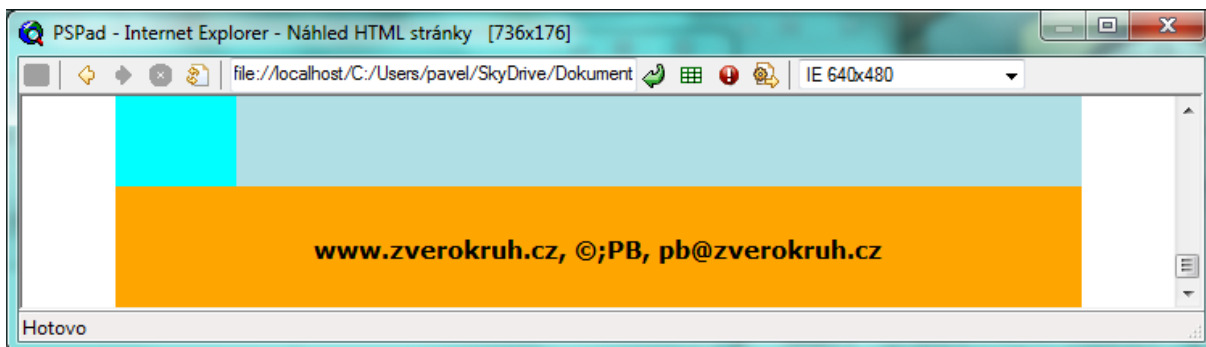 PSPad - Internet Explorer - Náhled HTML stránky [736x176]
file://localhost/C:/Users/pavel/SkyDrive/Dokument
IE 640x480
www.zverokruh.cz, ©;PB, pb@zverokruh.cz
Hotovo